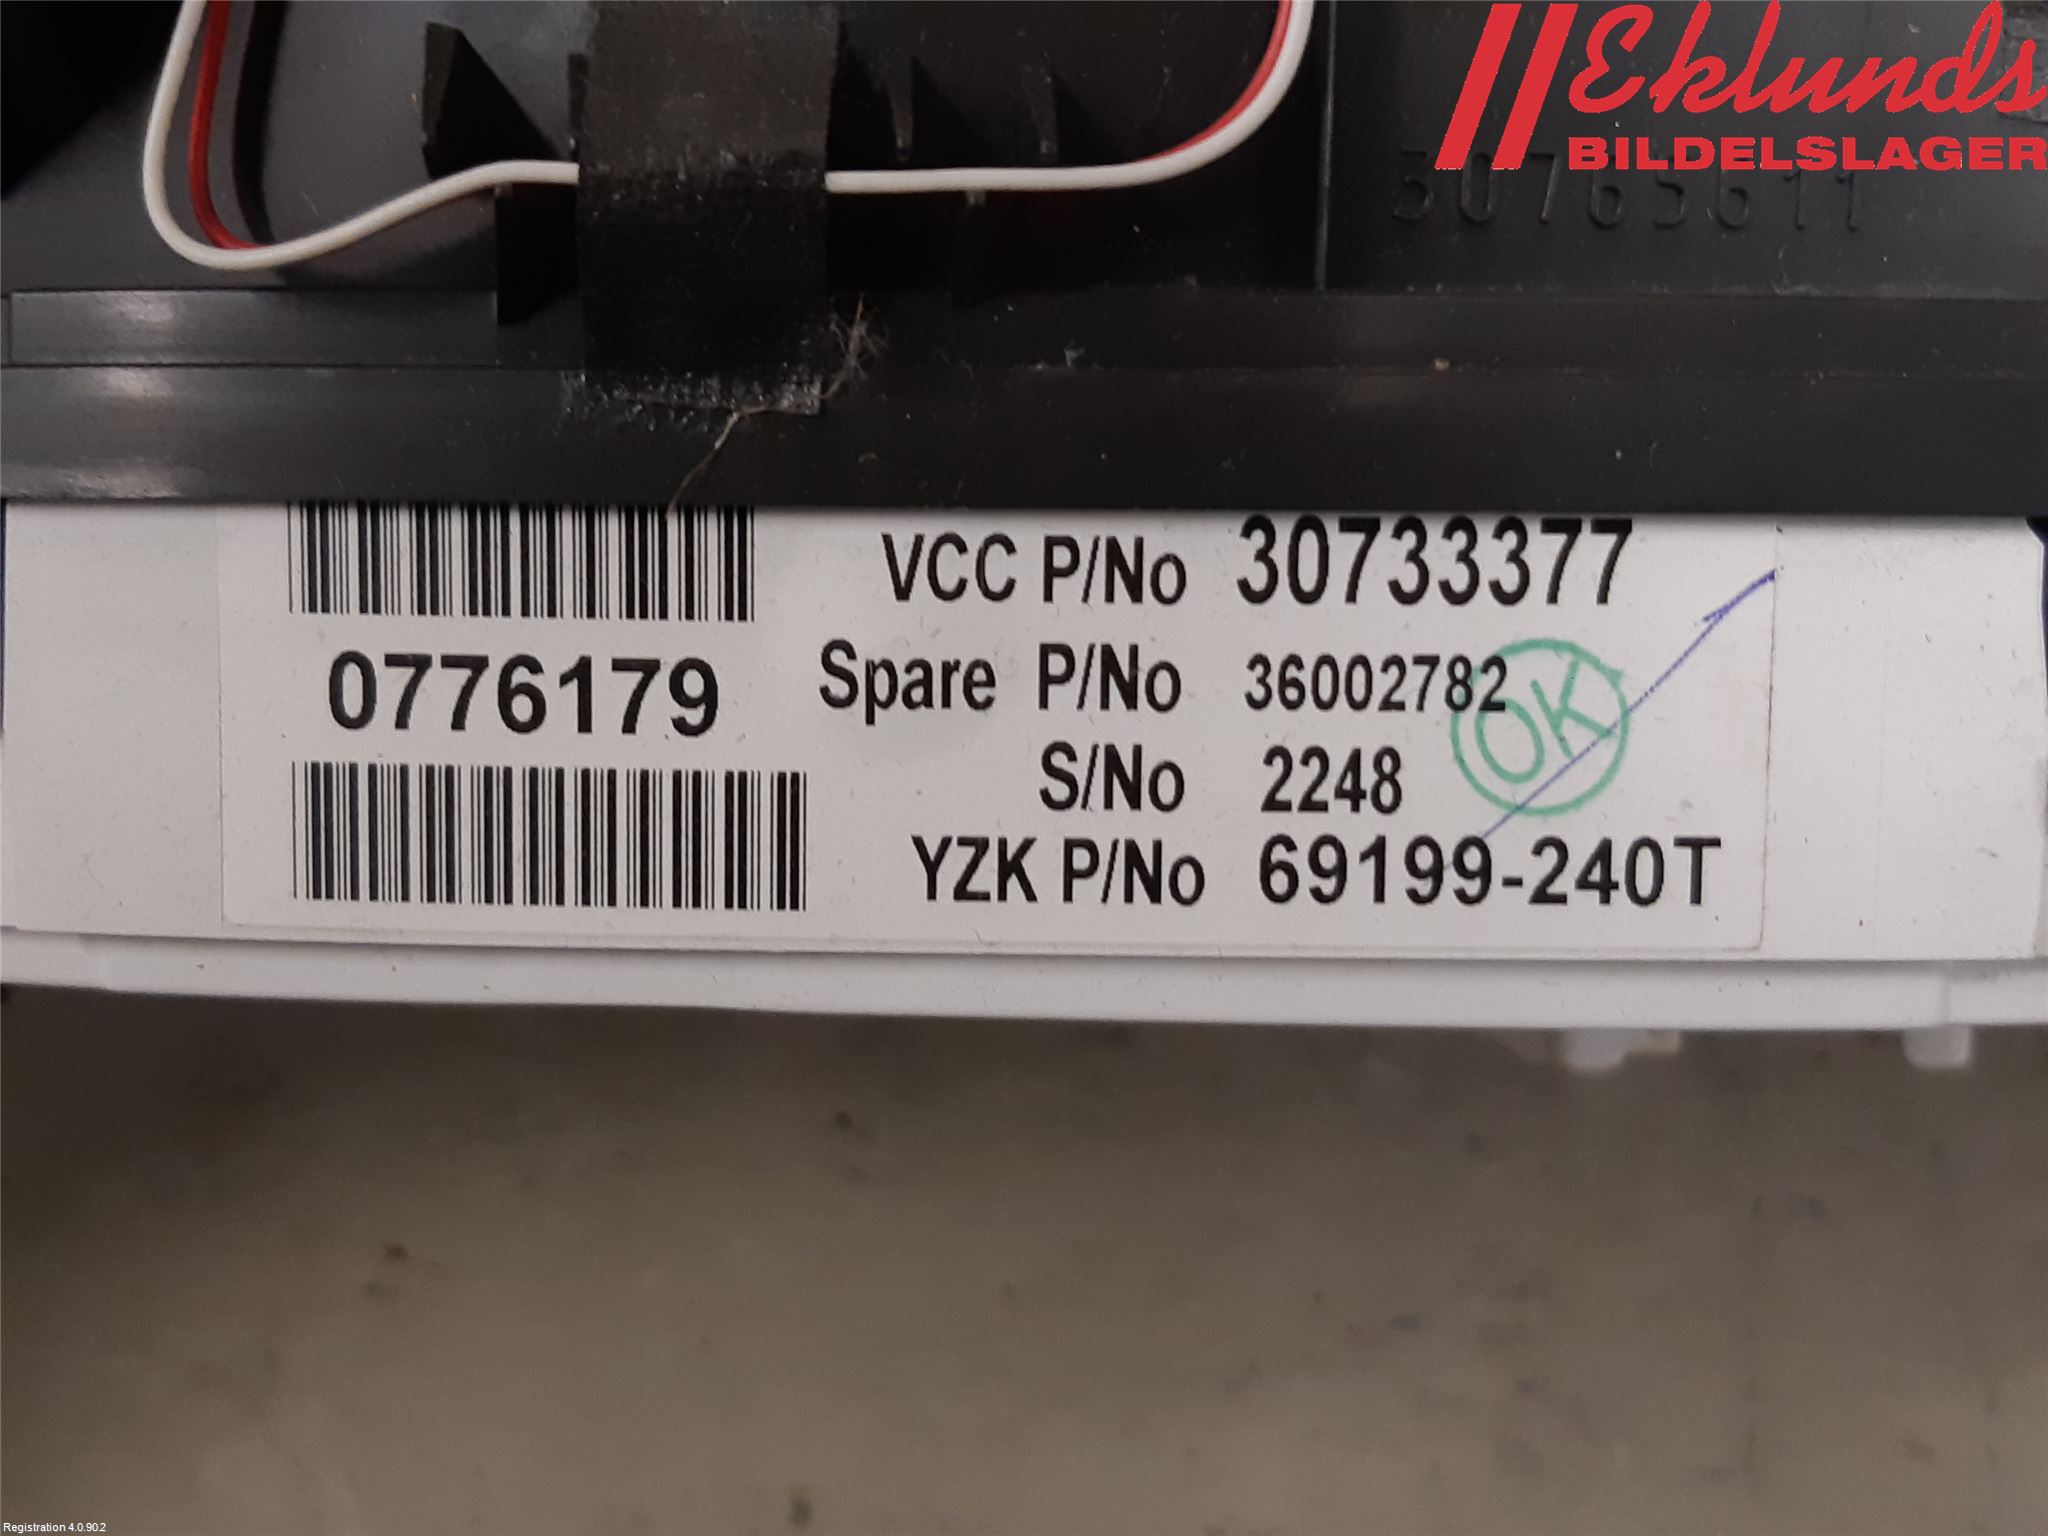 Eklunds
BILDELSLAGER
30765611
VCC P/No 30733377
0776179
Spare P/No 36002782
OK
S/No 2248
YZK P/No 69199-240T
Registration 4.0.90.2